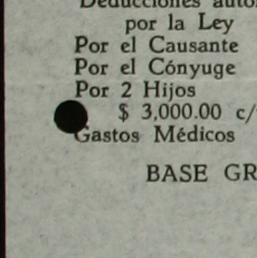 Deducciones
por la Ley
Por el Causante
Por el Cónyuge
Por 2 Hijos
$ 3,000.00 c/
Gastos Médicos
BASE GR